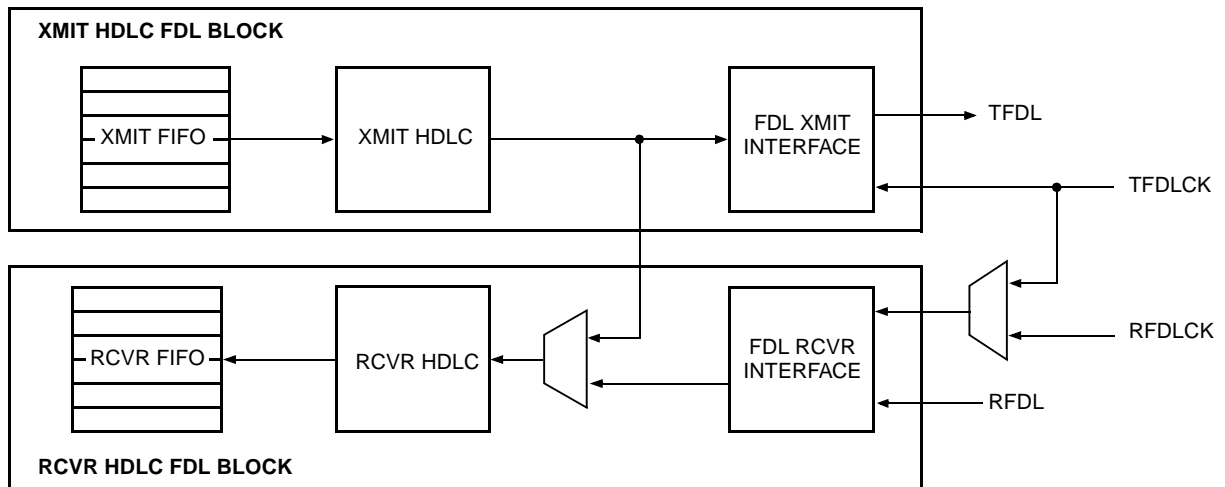 XMIT HDLC FDL BLOCK
XMIT FIFO
XMIT HDLC
FDL XMIT
INTERFACE
TFDL
TFDLCK
RCVR FIFO
RCVR HDLC
FDL RCVR
INTERFACE
RFDLCK
RFDL
RCVR HDLC FDL BLOCK